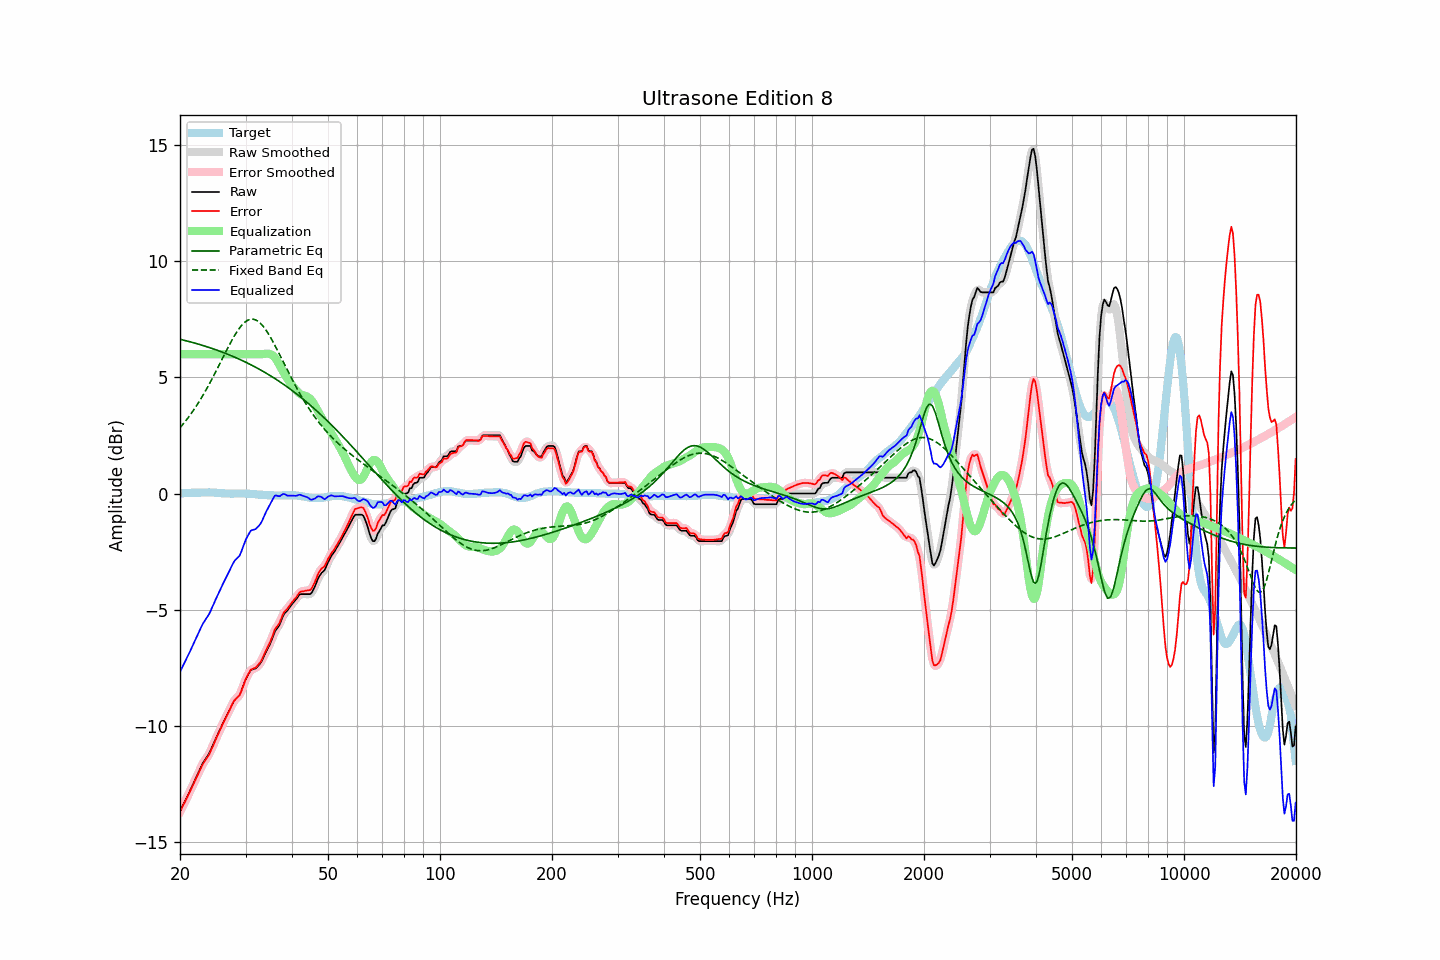 Ultrasone Edition 8
Target
Raw Smoothed
Error Smoothed
Raw
Error
Equalization
Parametric Eq
Fixed Band Eq
Equalized
Amplitude (dBr)
15
10
5
0
−5
−10
−15
20 50 100 200 500 1000 2000 5000 10000 20000
Frequency (Hz)